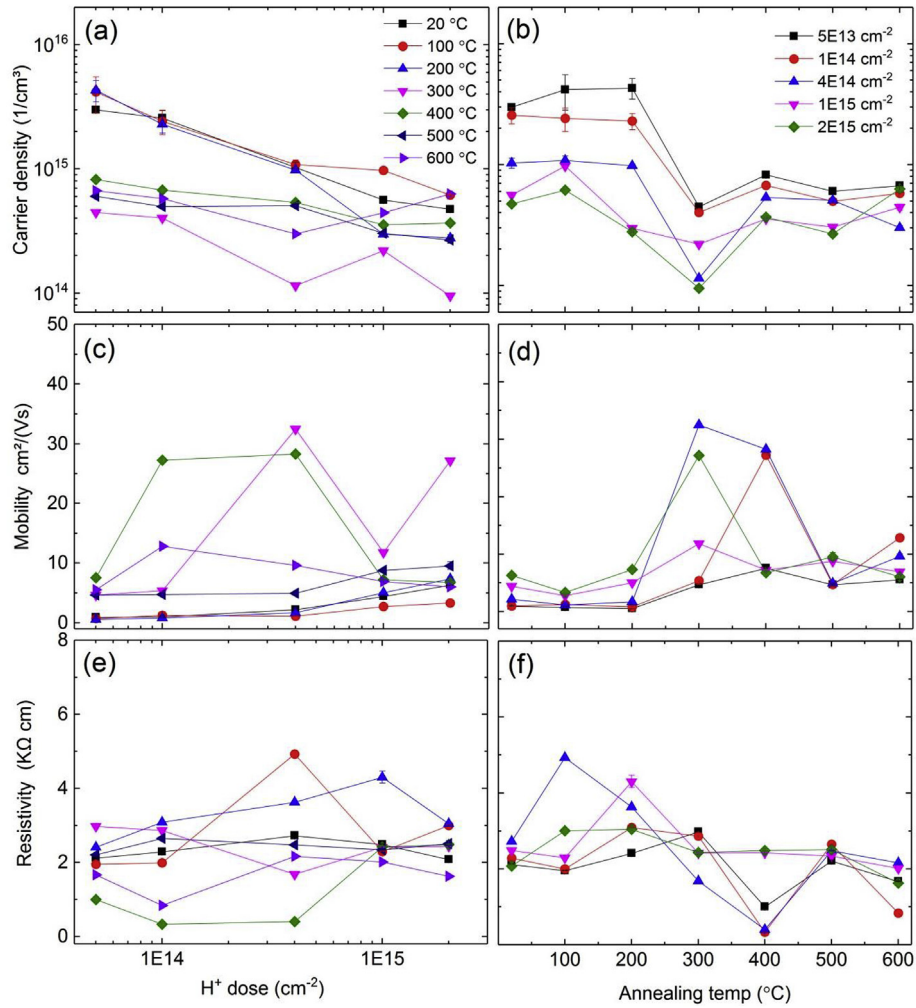 (a)
20 °C
100 °C
200 °C
300 °C
400 °C
500 °C
600 °C
10¹⁶
10¹⁵
10¹⁴
Carrier density (1/cm³)
(b)
5E13 cm⁻²
1E14 cm⁻²
4E14 cm⁻²
1E15 cm⁻²
2E15 cm⁻²
(c)
50
40
30
20
10
0
Mobility cm²/(Vs)
(d)
(e)
8
6
4
2
0
Resistivity (KΩ cm)
1E14 1E15
H⁺ dose (cm⁻²)
(f)
100 200 300 400 500 600
Annealing temp (°C)